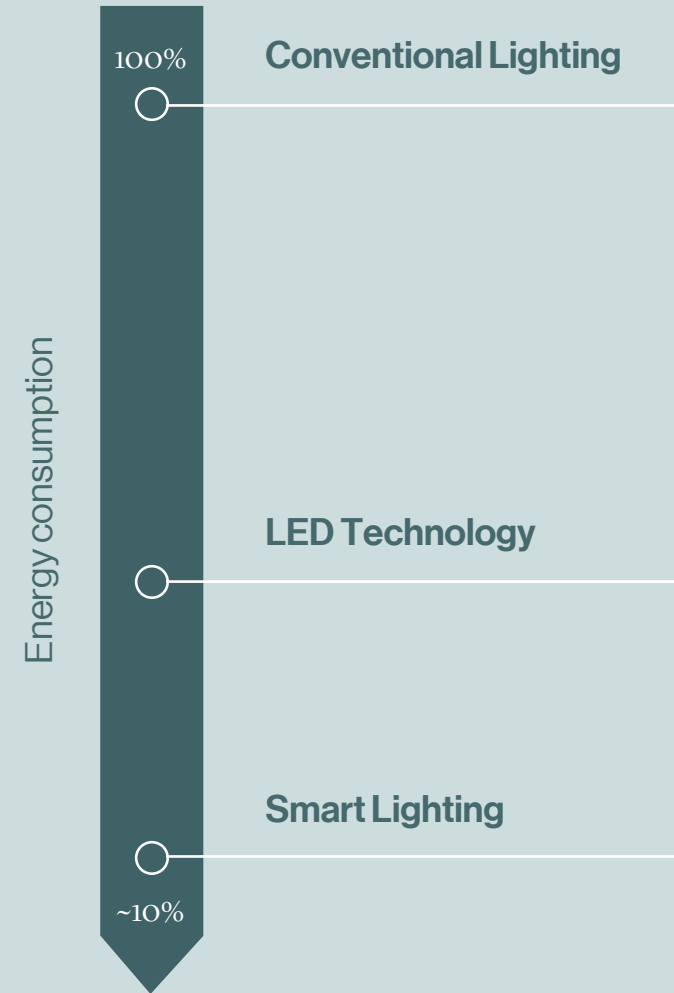 100%
Conventional Lighting
Energy consumption
LED Technology
Smart Lighting
~10%